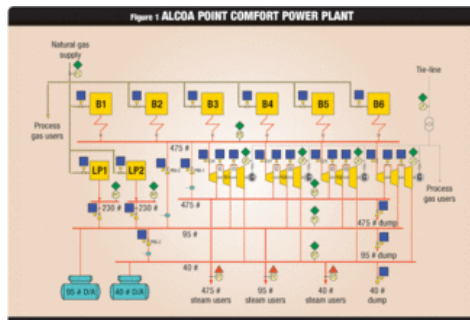 Figure 1 ALCOA POINT COMFORT POWER PLANT
Natural gas
supply
Tie-line
B1
B2
B3
B4
B5
B6
Process
gas users
475 #
LP1
LP2
Process
gas users
230 #
230 #
475 #
475 # dump
95 #
95 # dump
40 #
95 # D/A
40 # D/A
475 #
steam users
95 #
steam users
40 #
steam users
40 #
dump